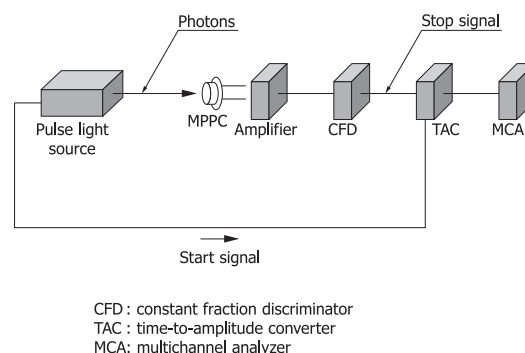 Photons
Stop signal
Pulse light
source
MPPC
Amplifier
CFD
TAC
MCA
Start signal
CFD : constant fraction discriminator
TAC : time-to-amplitude converter
MCA: multichannel analyzer